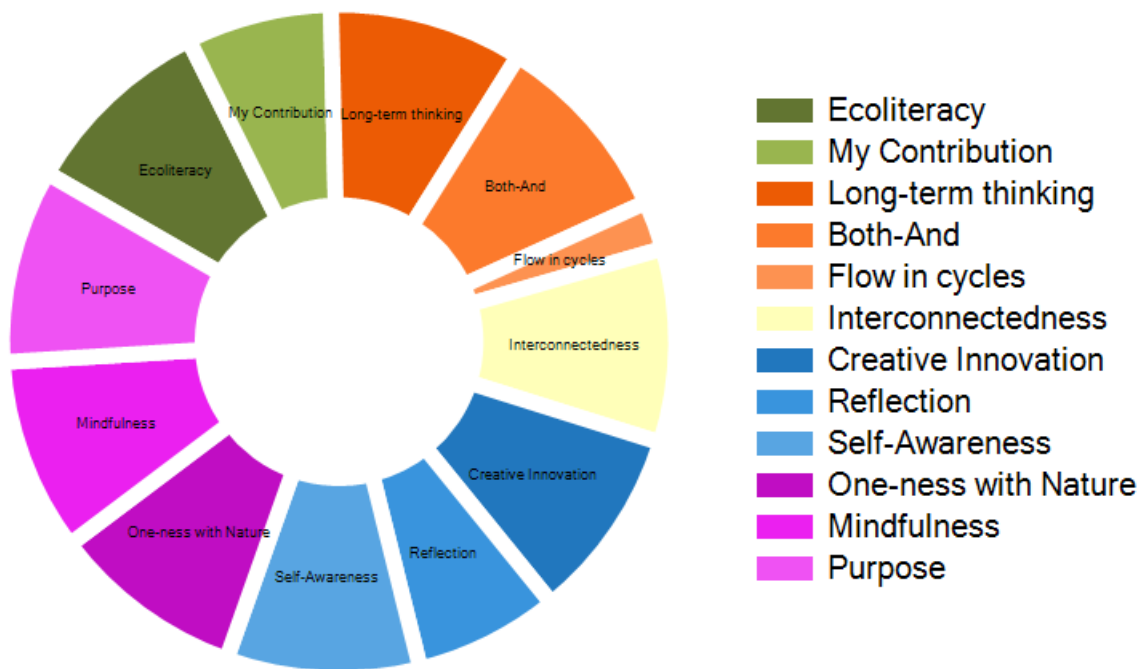 My Contribution
Long-term thinking
Ecoliteracy
Both-And
Flow in cycles
Purpose
Interconnectedness
Mindfulness
Creative Innovation
One-ness with Nature
Reflection
Self-Awareness
Ecoliteracy
My Contribution
Long-term thinking
Both-And
Flow in cycles
Interconnectedness
Creative Innovation
Reflection
Self-Awareness
One-ness with Nature
Mindfulness
Purpose